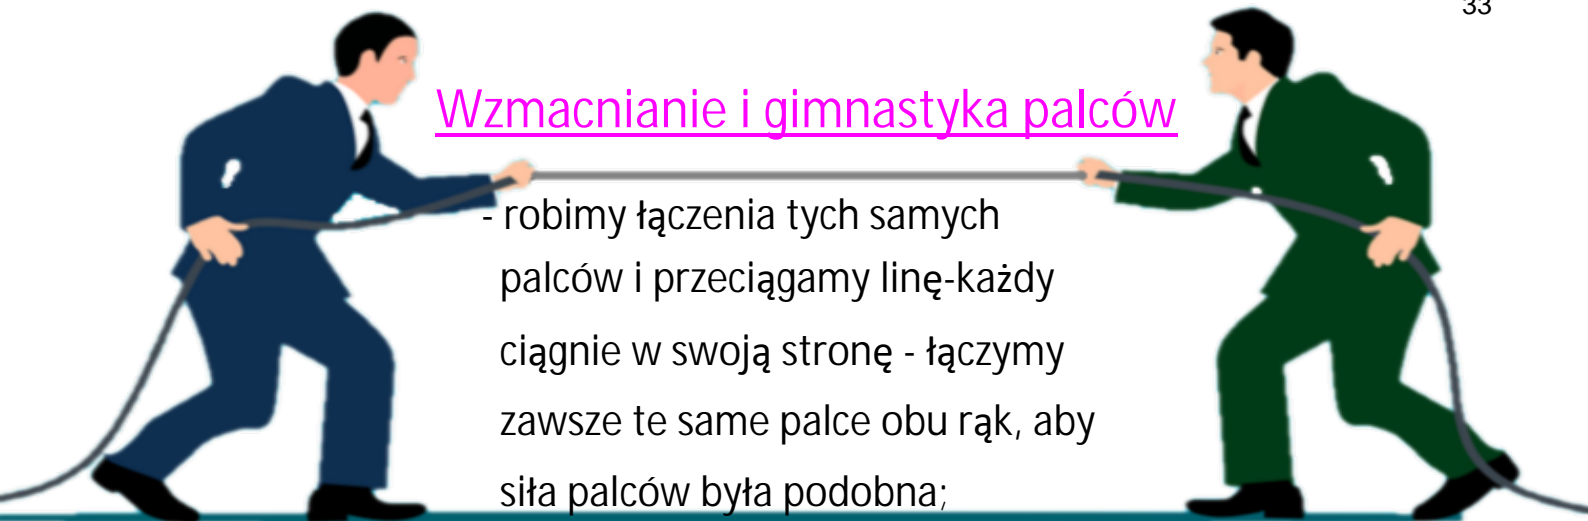 33
Wzmacnianie i gimnastyka palców
- robimy łączenia tych samych
palców i przeciągamy linę-każdy
ciągnie w swoją stronę - łączymy
zawsze te same palce obu rąk, aby
siła palców była podobna;